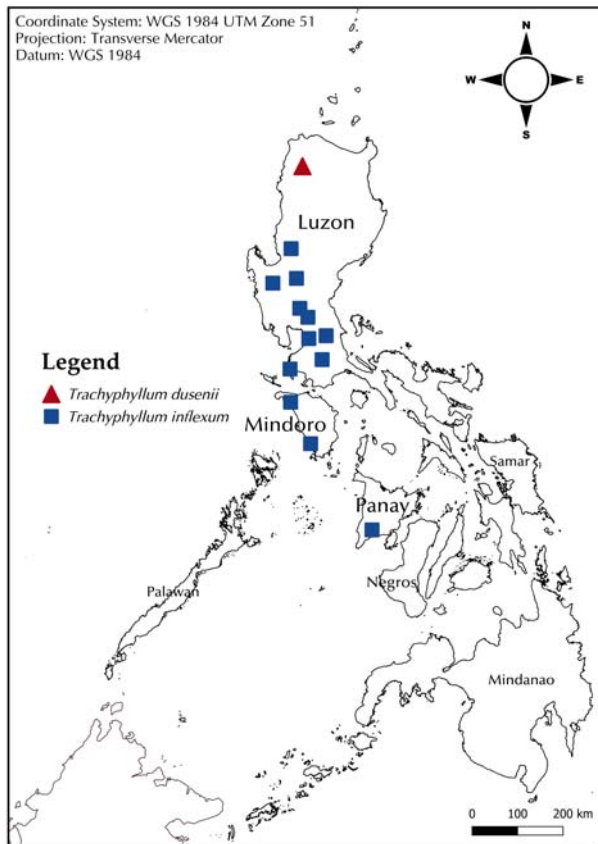 Coordinate System: WGS 1984 UTM Zone 51
Projection: Transverse Mercator
Datum: WGS 1984
N
W E
S
Luzon
Legend
Trachyphyllum dusenii
Trachyphyllum inflexum
Mindoro
Samar
Panay
Negros
Palawan
Mindanao
0 100 200 km